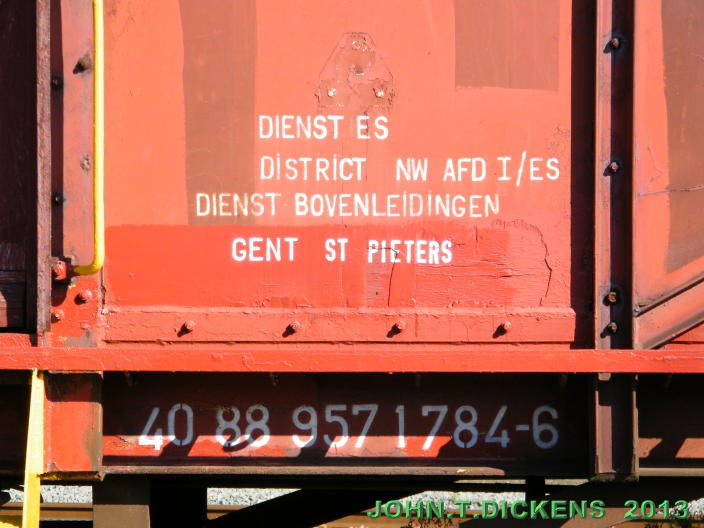 DIENST ES
DISTRICT NW AFD I/ES
DIENST BOVENLEIDINGEN
GENT ST PIETERS
40 88 957 1784-6
JOHN.T.DICKENS 2013